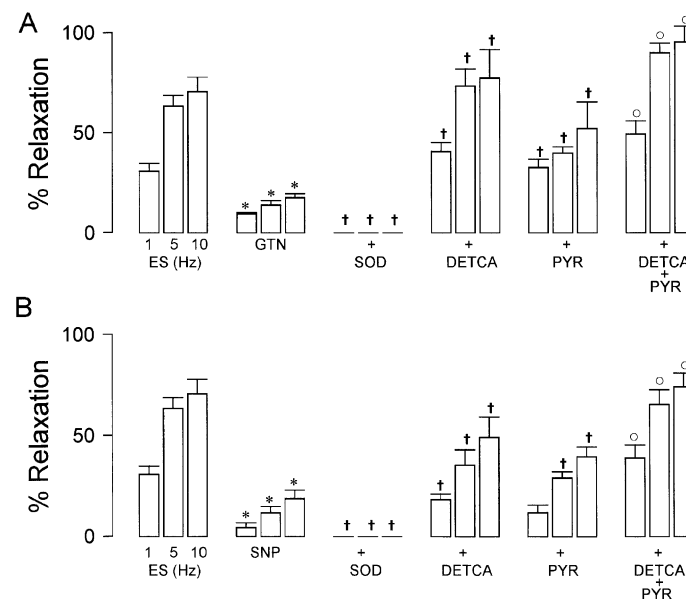 A
% Relaxation
100
50
0
* * *
† † †
† † †
† † †
○ ○ ○
1 5 10 GTN + + + +
ES (Hz) SOD DETCA PYR DETCA
+
PYR
B
% Relaxation
100
50
0
* * *
† † †
† † †
† †
○ ○ ○
1 5 10 SNP + + + +
ES (Hz) SOD DETCA PYR DETCA
+
PYR